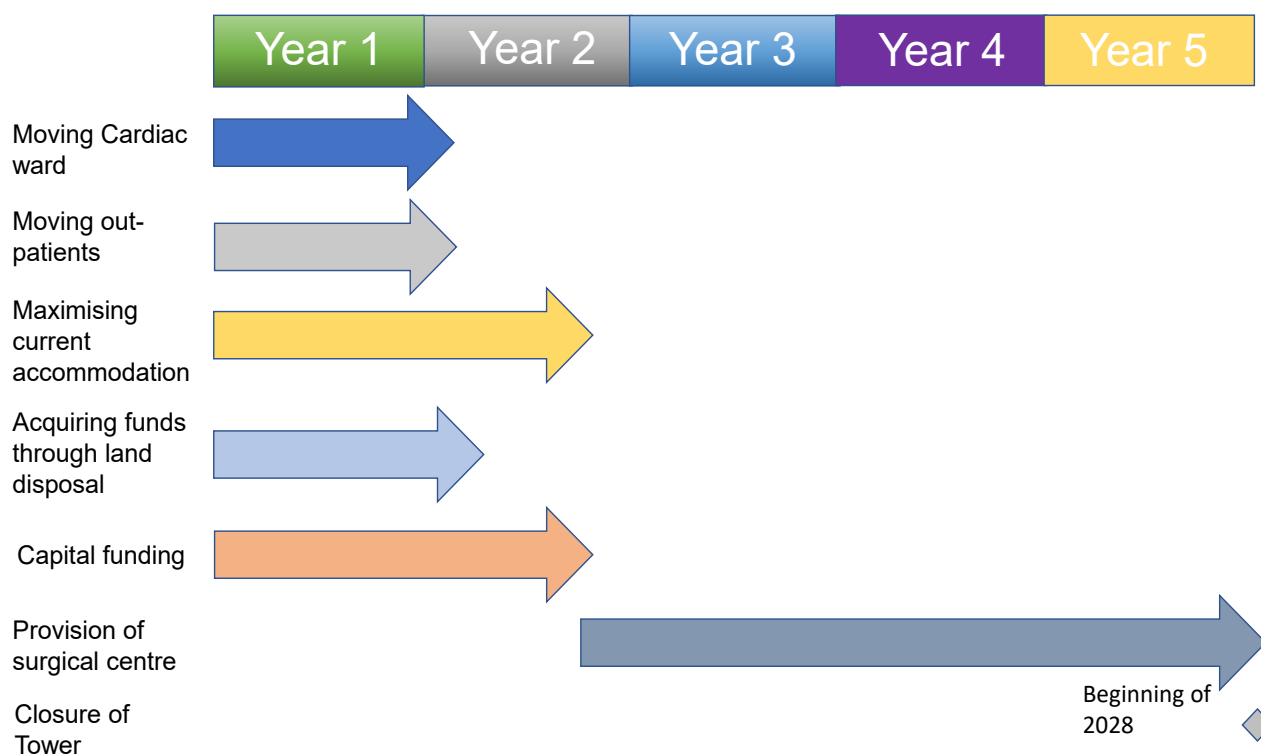 Year 1 Year 2 Year 3 Year 4 Year 5
Moving Cardiac
ward
Moving out-
patients
Maximising
current
accommodation
Acquiring funds
through land
disposal
Capital funding
Provision of
surgical centre
Beginning of
2028
Closure of
Tower